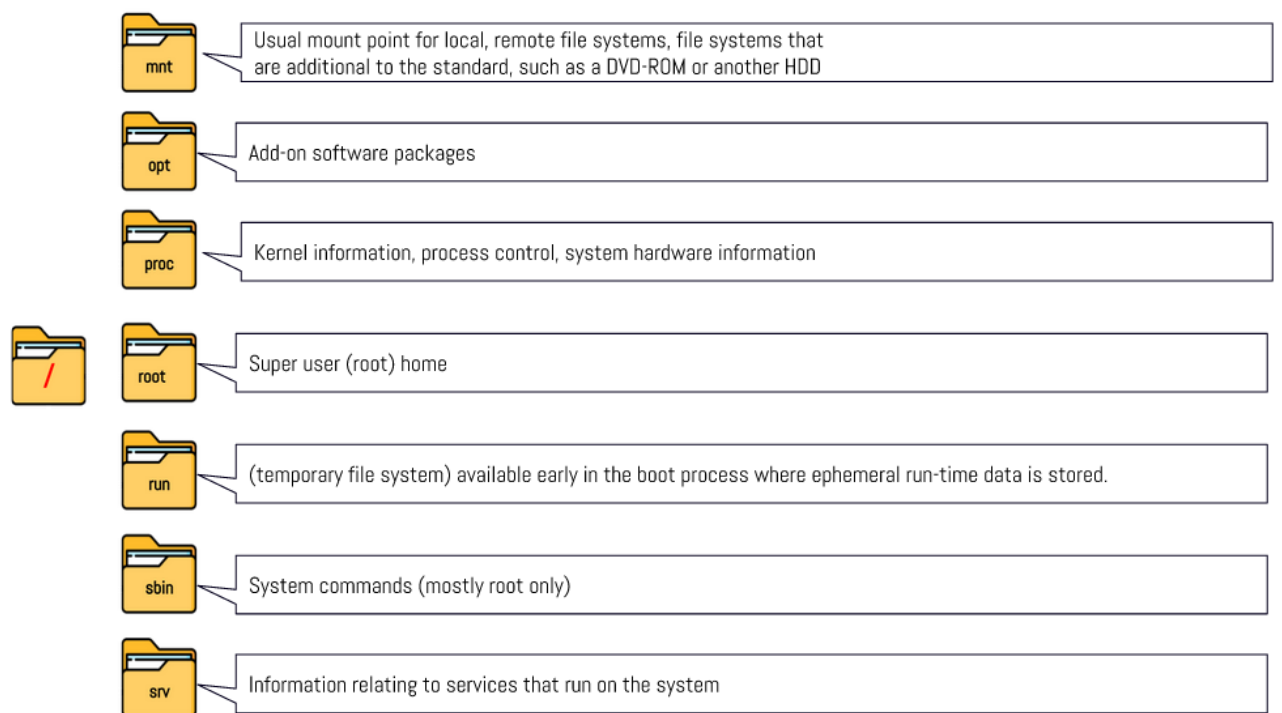 mnt
Usual mount point for local, remote file systems, file systems that
are additional to the standard, such as a DVD-ROM or another HDD
opt
Add-on software packages
proc
Kernel information, process control, system hardware information
/
root
Super user (root) home
run
(temporary file system) available early in the boot process where ephemeral run-time data is stored.
sbin
System commands (mostly root only)
srv
Information relating to services that run on the system